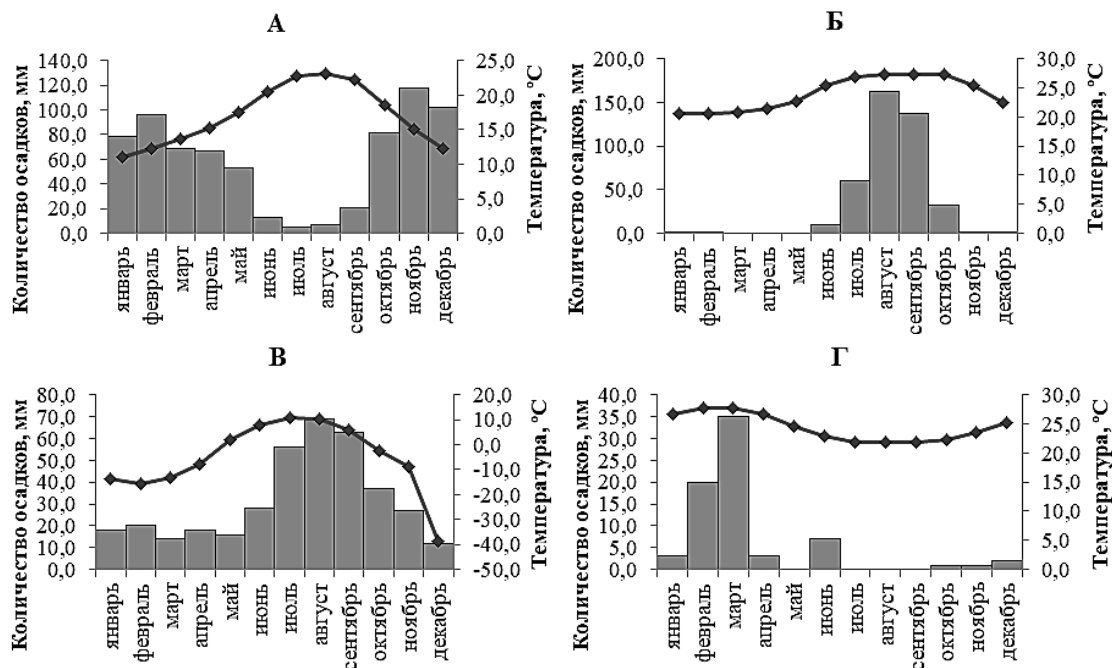 А
Количество осадков, мм
140,0
120,0
100,0
80,0
60,0
40,0
20,0
0,0
25,0
20,0
15,0
10,0
5,0
0,0
Температура, °С
январь
февраль
март
апрель
май
июнь
июль
август
сентябрь
октябрь
ноябрь
декабрь
Б
Количество осадков, мм
200,0
150,0
100,0
50,0
0,0
30,0
25,0
20,0
15,0
10,0
5,0
0,0
Температура, °С
январь
февраль
март
апрель
май
июнь
июль
август
сентябрь
октябрь
ноябрь
декабрь
В
Количество осадков, мм
80,0
70,0
60,0
50,0
40,0
30,0
20,0
10,0
0,0
20,0
10,0
0,0
-10,0
-20,0
-30,0
-40,0
-50,0
Температура, °С
январь
февраль
март
апрель
май
июнь
июль
август
сентябрь
октябрь
ноябрь
декабрь
Г
Количество осадков, мм
40,0
35,0
30,0
25,0
20,0
15,0
10,0
5,0
0,0
30,0
25,0
20,0
15,0
10,0
5,0
0,0
Температура, °С
январь
февраль
март
апрель
май
июнь
июль
август
сентябрь
октябрь
ноябрь
декабрь